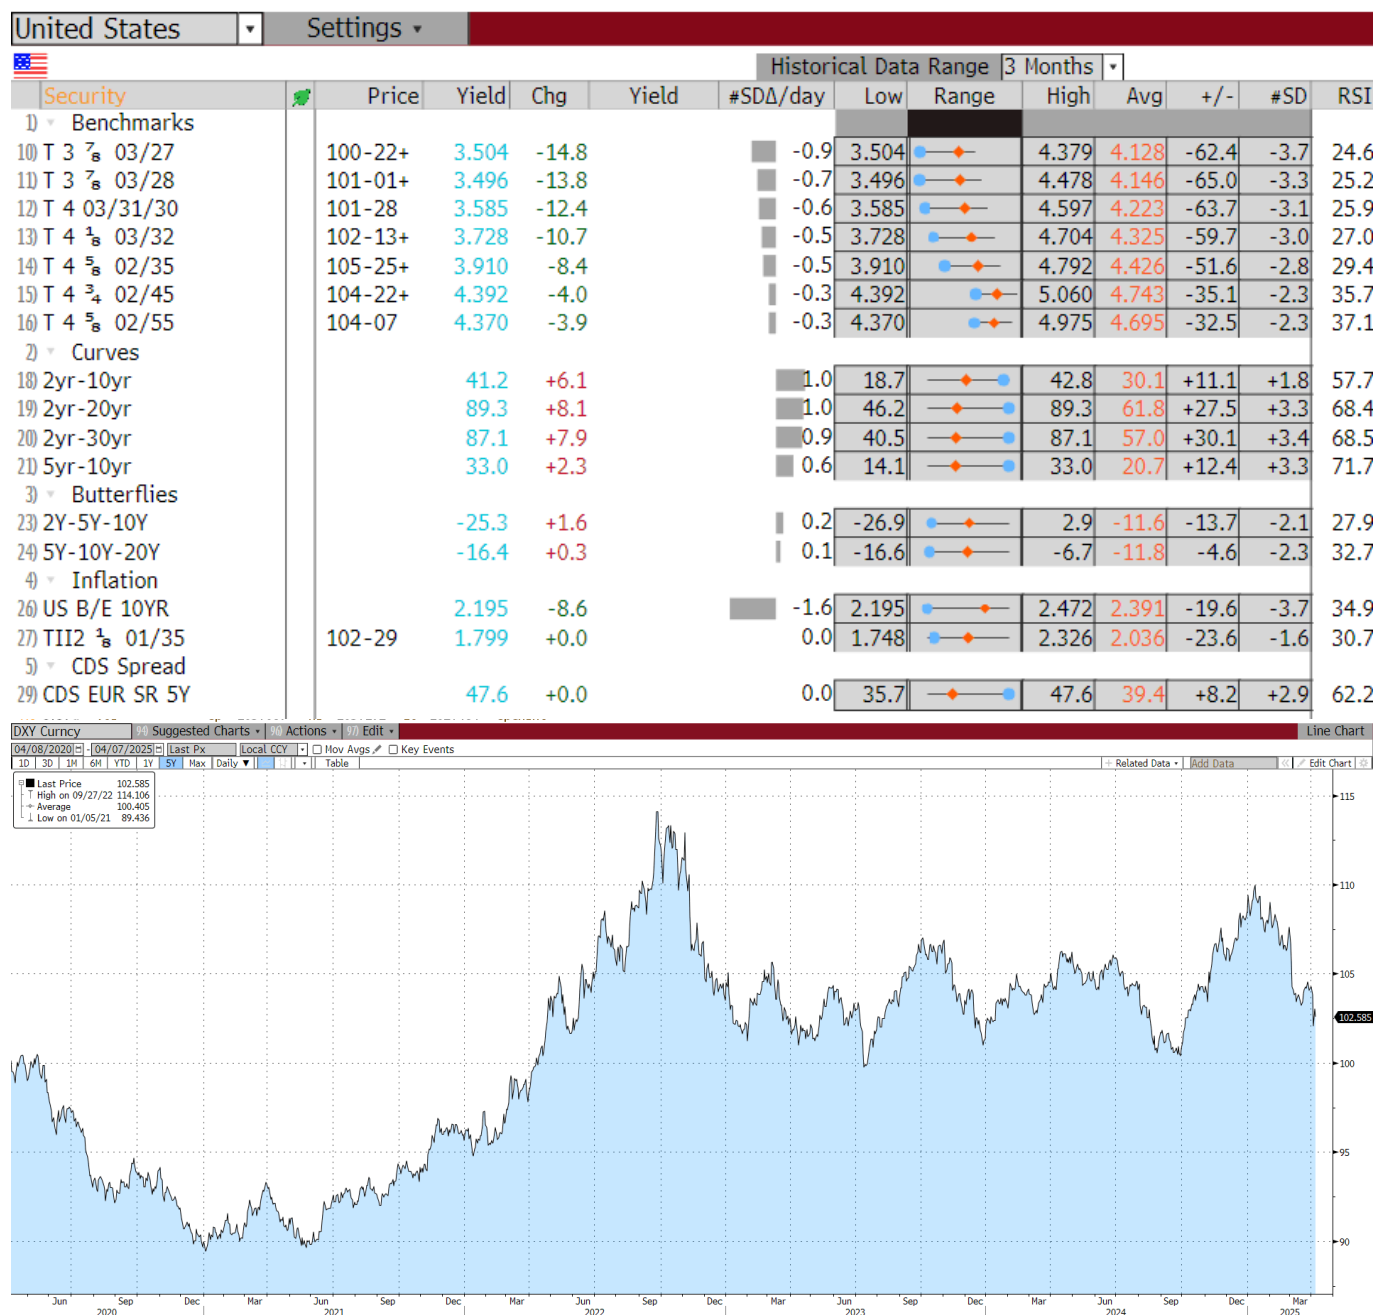 United States Settings
Historical Data Range 3 Months
Security Price Yield Chg Yield #SDΔ/day Low Range High Avg +/- #SD RSI
1) Benchmarks
10) T 3 ⅞ 03/27 100-22+ 3.504 -14.8 -0.9 3.504 4.379 4.128 -62.4 -3.7 24.6
11) T 3 ⅞ 03/28 101-01+ 3.496 -13.8 -0.7 3.496 4.478 4.146 -65.0 -3.3 25.2
12) T 4 03/31/30 101-28 3.585 -12.4 -0.6 3.585 4.597 4.223 -63.7 -3.1 25.9
13) T 4 ⅛ 03/32 102-13+ 3.728 -10.7 -0.5 3.728 4.704 4.325 -59.7 -3.0 27.0
14) T 4 ⅝ 02/35 105-25+ 3.910 -8.4 -0.5 3.910 4.792 4.426 -51.6 -2.8 29.4
15) T 4 ¾ 02/45 104-22+ 4.392 -4.0 -0.3 4.392 5.060 4.743 -35.1 -2.3 35.7
16) T 4 ⅝ 02/55 104-07 4.370 -3.9 -0.3 4.370 4.975 4.695 -32.5 -2.3 37.1
2) Curves
18) 2yr-10yr 41.2 +6.1 1.0 18.7 42.8 30.1 +11.1 +1.8 57.7
19) 2yr-20yr 89.3 +8.1 1.0 46.2 89.3 61.8 +27.5 +3.3 68.4
20) 2yr-30yr 87.1 +7.9 0.9 40.5 87.1 57.0 +30.1 +3.4 68.5
21) 5yr-10yr 33.0 +2.3 0.6 14.1 33.0 20.7 +12.4 +3.3 71.7
3) Butterflies
23) 2Y-5Y-10Y -25.3 +1.6 0.2 -26.9 2.9 -11.6 -13.7 -2.1 27.9
24) 5Y-10Y-20Y -16.4 +0.3 0.1 -16.6 -6.7 -11.8 -4.6 -2.3 32.7
4) Inflation
26) US B/E 10YR 2.195 -8.6 -1.6 2.195 2.472 2.391 -19.6 -3.7 34.9
27) TII2 ⅛ 01/35 102-29 1.799 +0.0 0.0 1.748 2.326 2.036 -23.6 -1.6 30.7
5) CDS Spread
29) CDS EUR SR 5Y 47.6 +0.0 0.0 35.7 47.6 39.4 +8.2 +2.9 62.2
DXY Curncy 94) Suggested Charts 96) Actions 97) Edit Line Chart
04/08/2020 - 04/07/2025 Last Px Local CCY Mov Avgs Key Events
1D 3D 1M 6M YTD 1Y 5Y Max Daily Table + Related Data Add Data Edit Chart
Last Price 102.585
High on 09/27/22 114.106
Average 100.405
Low on 01/05/21 89.436
115
110
105
102.585
100
95
90
Jun Sep Dec Mar Jun Sep Dec Mar Jun Sep Dec Mar Jun Sep Dec Mar Jun Sep Dec Mar
2020 2021 2022 2023 2024 2025